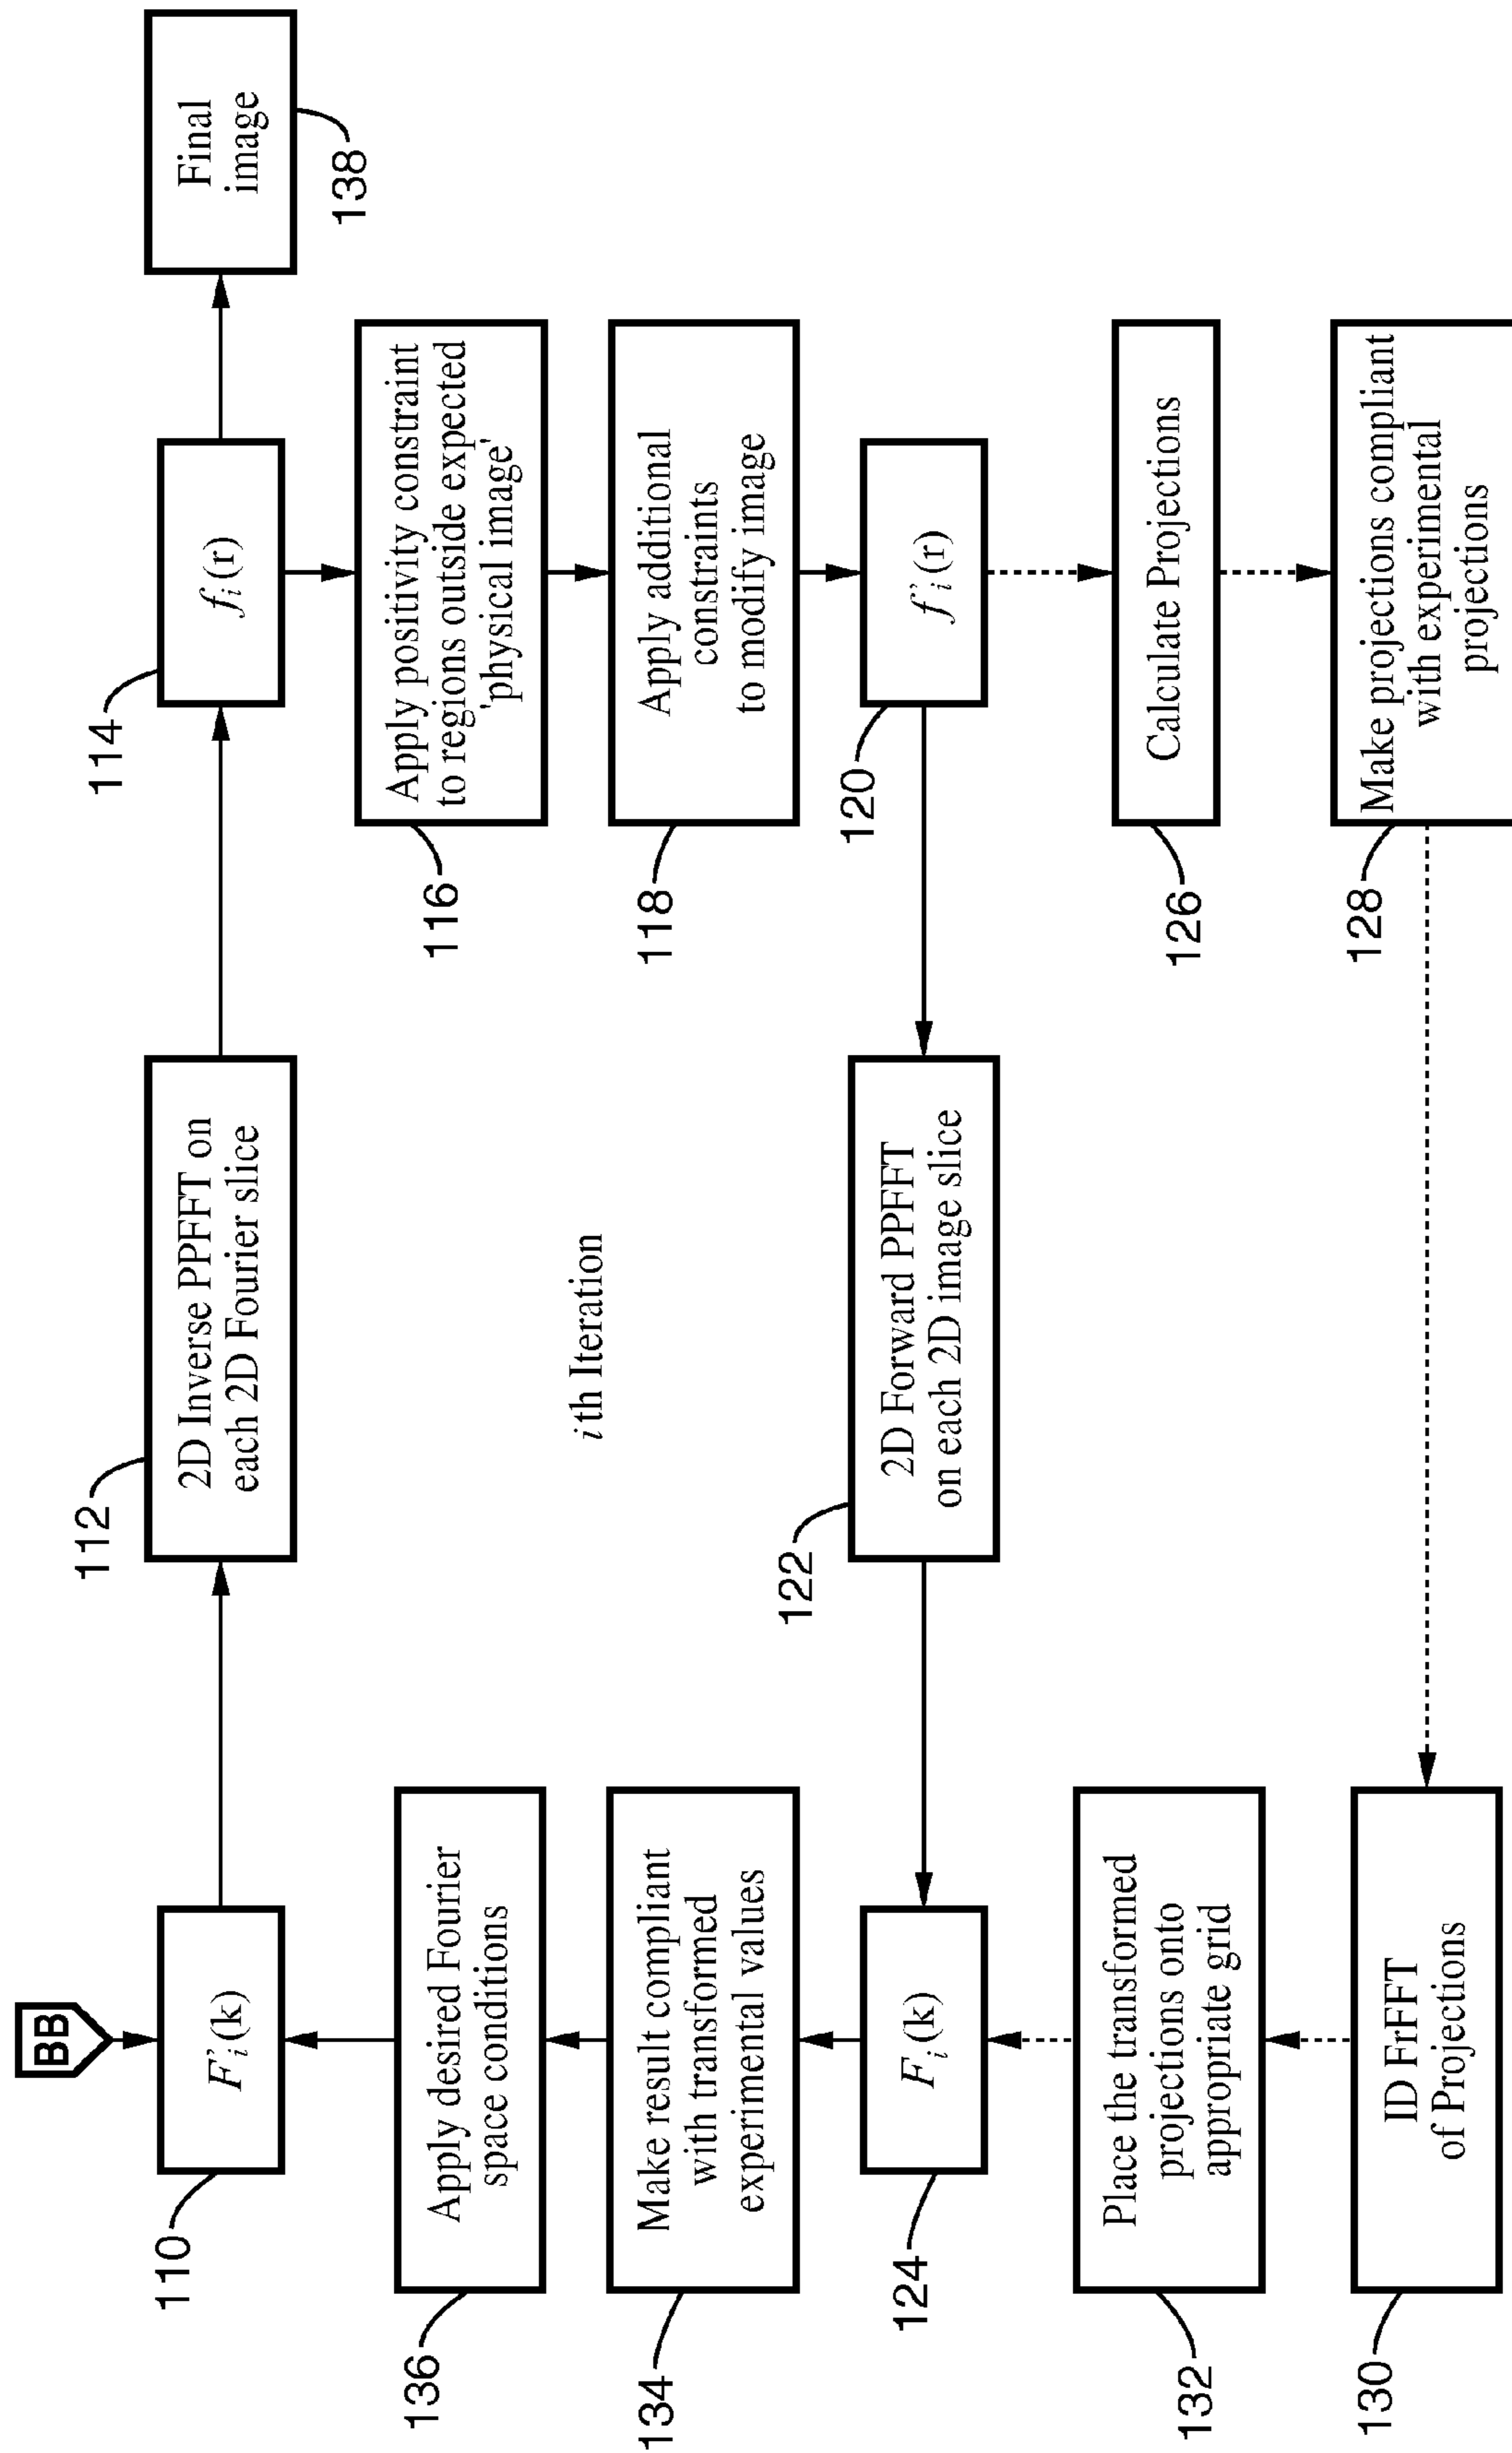 BB
110
F'i(k)
112
2D Inverse PPFFT on
each 2D Fourier slice
114
fi(r)
Final
image
138
136
Apply desired Fourier
space conditions
116
Apply positivity constraint
to regions outside expected
'physical image'
134
Make result compliant
with transformed
experimental values
ith Iteration
118
Apply additional
constraints
to modify image
124
Fi(k)
122
2D Forward PPFFT
on each 2D image slice
120
f'i(r)
132
Place the transformed
projections onto
appropriate grid
126
Calculate Projections
130
ID FrFFT
of Projections
128
Make projections compliant
with experimental
projections